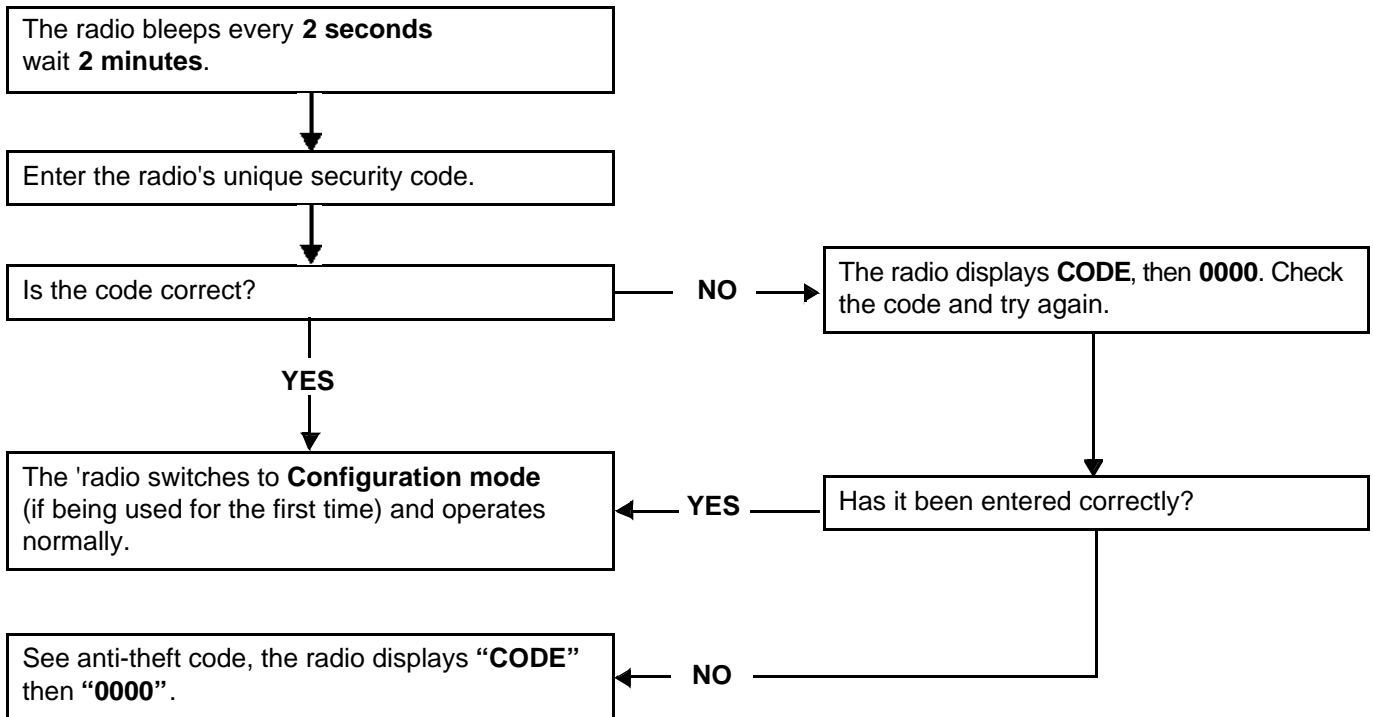 The radio bleeps every 2 seconds
wait 2 minutes.
Enter the radio's unique security code.
Is the code correct?
NO
The radio displays CODE, then 0000. Check
the code and try again.
YES
The 'radio switches to Configuration mode
(if being used for the first time) and operates
normally.
YES
Has it been entered correctly?
See anti-theft code, the radio displays “CODE”
then “0000”.
NO